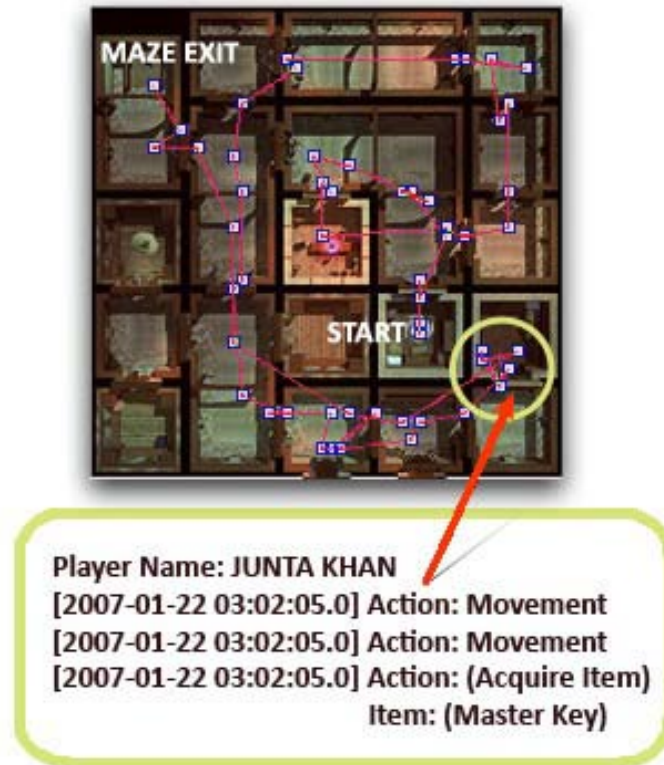 MAZE EXIT
START
Player Name: JUNTA KHAN
[2007-01-22 03:02:05.0] Action: Movement
[2007-01-22 03:02:05.0] Action: Movement
[2007-01-22 03:02:05.0] Action: (Acquire Item)
Item: (Master Key)